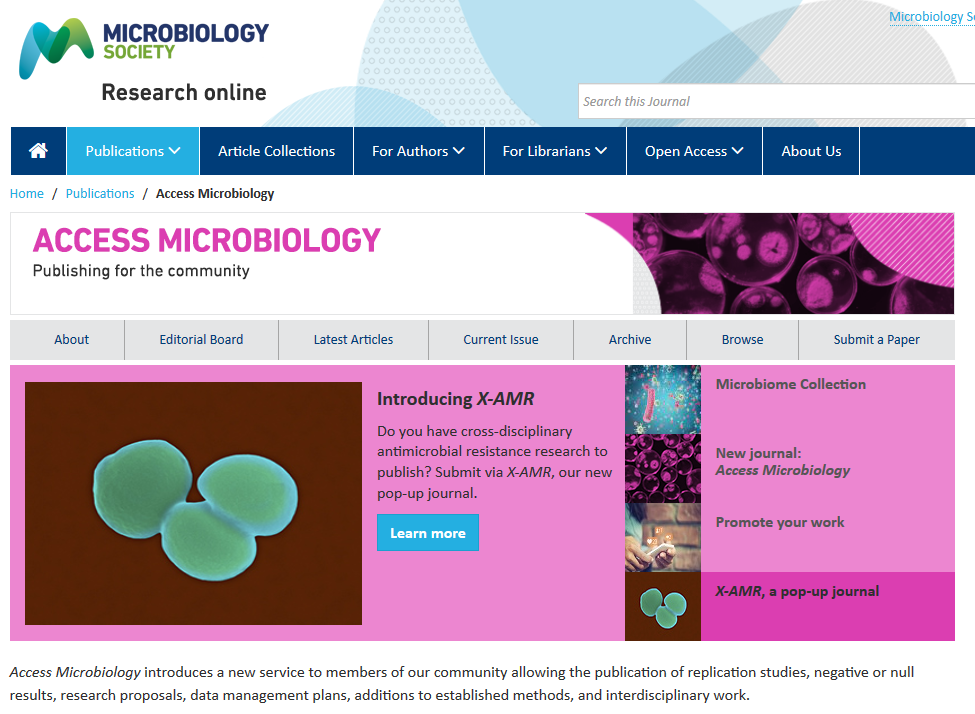 Microbiology S
MICROBIOLOGY
SOCIETY
Research online
Search this Journal
Publications
Article Collections
For Authors
For Librarians
Open Access
About Us
Home / Publications / Access Microbiology
ACCESS MICROBIOLOGY
Publishing for the community
About
Editorial Board
Latest Articles
Current Issue
Archive
Browse
Submit a Paper
Introducing X-AMR
Do you have cross-disciplinary
antimicrobial resistance research to
publish? Submit via X-AMR, our new
pop-up journal.
Learn more
Microbiome Collection
New journal:
Access Microbiology
Promote your work
X-AMR, a pop-up journal
Access Microbiology introduces a new service to members of our community allowing the publication of replication studies, negative or null
results, research proposals, data management plans, additions to established methods, and interdisciplinary work.